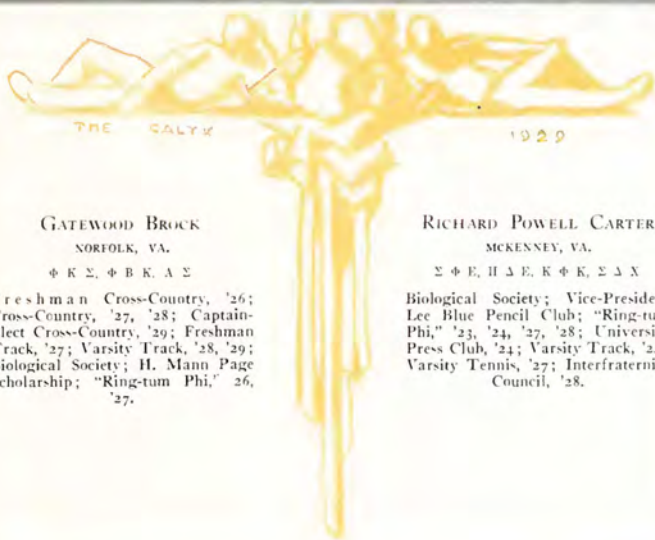 THE CALYX
1929
GATEWOOD BROCK
NORFOLK, VA.
Φ Κ Σ, Φ Β Κ, Λ Σ
reshman Cross-Country, '26;
ross-Country, '27, '28; Captain-
lect Cross-Country, '29; Freshman
rack, '27; Varsity Track, '28, '29;
iological Society; H. Mann Page
cholarship; "Ring-tum Phi," 26,
'27.
RICHARD POWELL CARTER
MCKENNEY, VA.
Σ Φ Ε, Π Δ Ε, Κ Φ Κ, Σ Δ Χ
Biological Society; Vice-Preside
Lee Blue Pencil Club; "Ring-tu
Phi," '23, '24, '27, '28; Universi
Press Club, '24; Varsity Track, '2
Varsity Tennis, '27; Interfraterni
Council, '28.